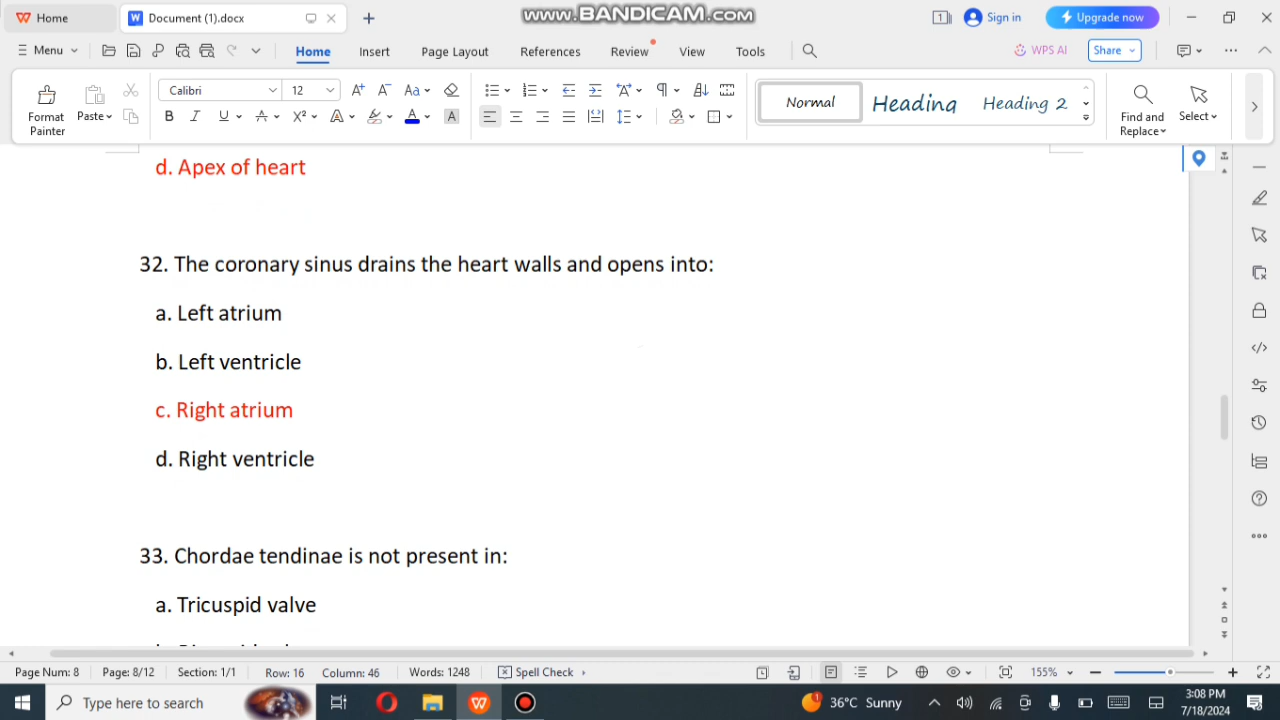 Home
Document (1).docx
www.BANDICAM.com
Sign in
Upgrade now
Menu
Home
Insert
Page Layout
References
Review
View
Tools
WPS AI
Share
Format Painter
Paste
Calibri
12
Normal
Heading
Heading 2
Find and Replace
Select
d. Apex of heart
32. The coronary sinus drains the heart walls and opens into:
a. Left atrium
b. Left ventricle
c. Right atrium
d. Right ventricle
33. Chordae tendinae is not present in:
a. Tricuspid valve
Page Num: 8
Page: 8/12
Section: 1/1
Row: 16
Column: 46
Words: 1248
Spell Check
155%
Type here to search
36°C Sunny
3:08 PM
7/18/2024